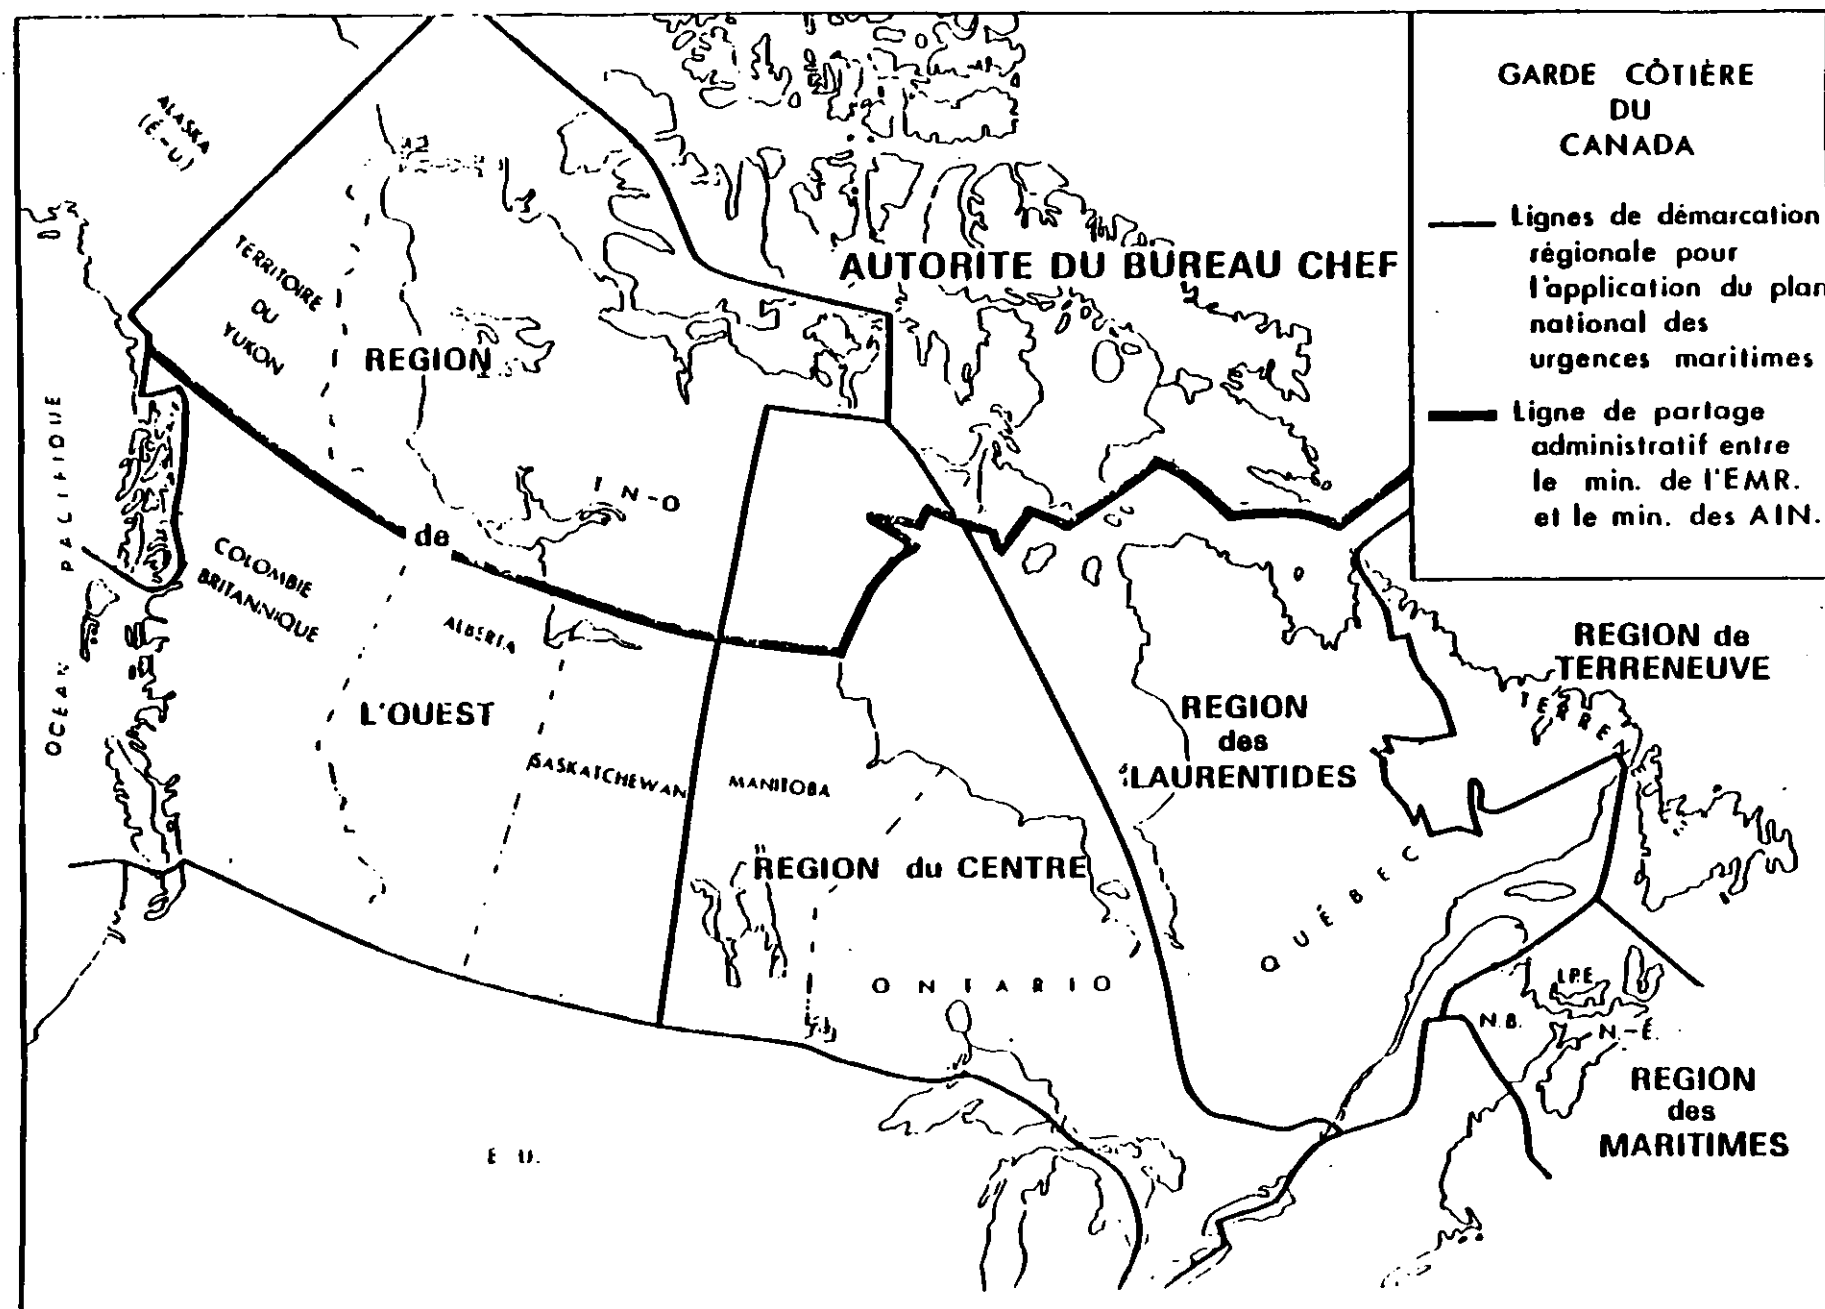 GARDE CÔTIÈRE
DU
CANADA
Lignes de démarcation
régionale pour
l'application du plan
national des
urgences maritimes
Ligne de partage
administratif entre
le min. de l'EMR.
et le min. des AIN.
ALASKA
(É.-U.)
TERRITOIRE
DU
YUKON
AUTORITE DU BUREAU CHEF
REGION
de
L'OUEST
T N-O
OCEAN PACIFIQUE
COLOMBIE
BRITANNIQUE
ALBERTA
SASKATCHEWAN
MANITOBA
REGION du CENTRE
ONTARIO
REGION
des
LAURENTIDES
QUÉBEC
REGION de
TERRENEUVE
TERRE
I.P.E.
N.B.
N.-É.
REGION
des
MARITIMES
E U.